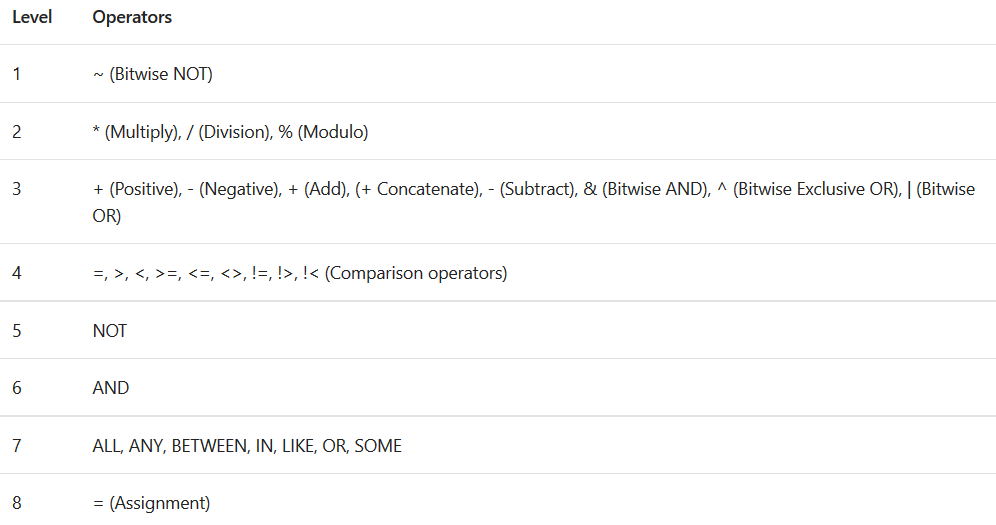 Level Operators
1 ~ (Bitwise NOT)
2 * (Multiply), / (Division), % (Modulo)
3 + (Positive), - (Negative), + (Add), (+ Concatenate), - (Subtract), & (Bitwise AND), ^ (Bitwise Exclusive OR), | (Bitwise
OR)
4 =, >, <, >=, <=, <>, !=, !>, !< (Comparison operators)
5 NOT
6 AND
7 ALL, ANY, BETWEEN, IN, LIKE, OR, SOME
8 = (Assignment)